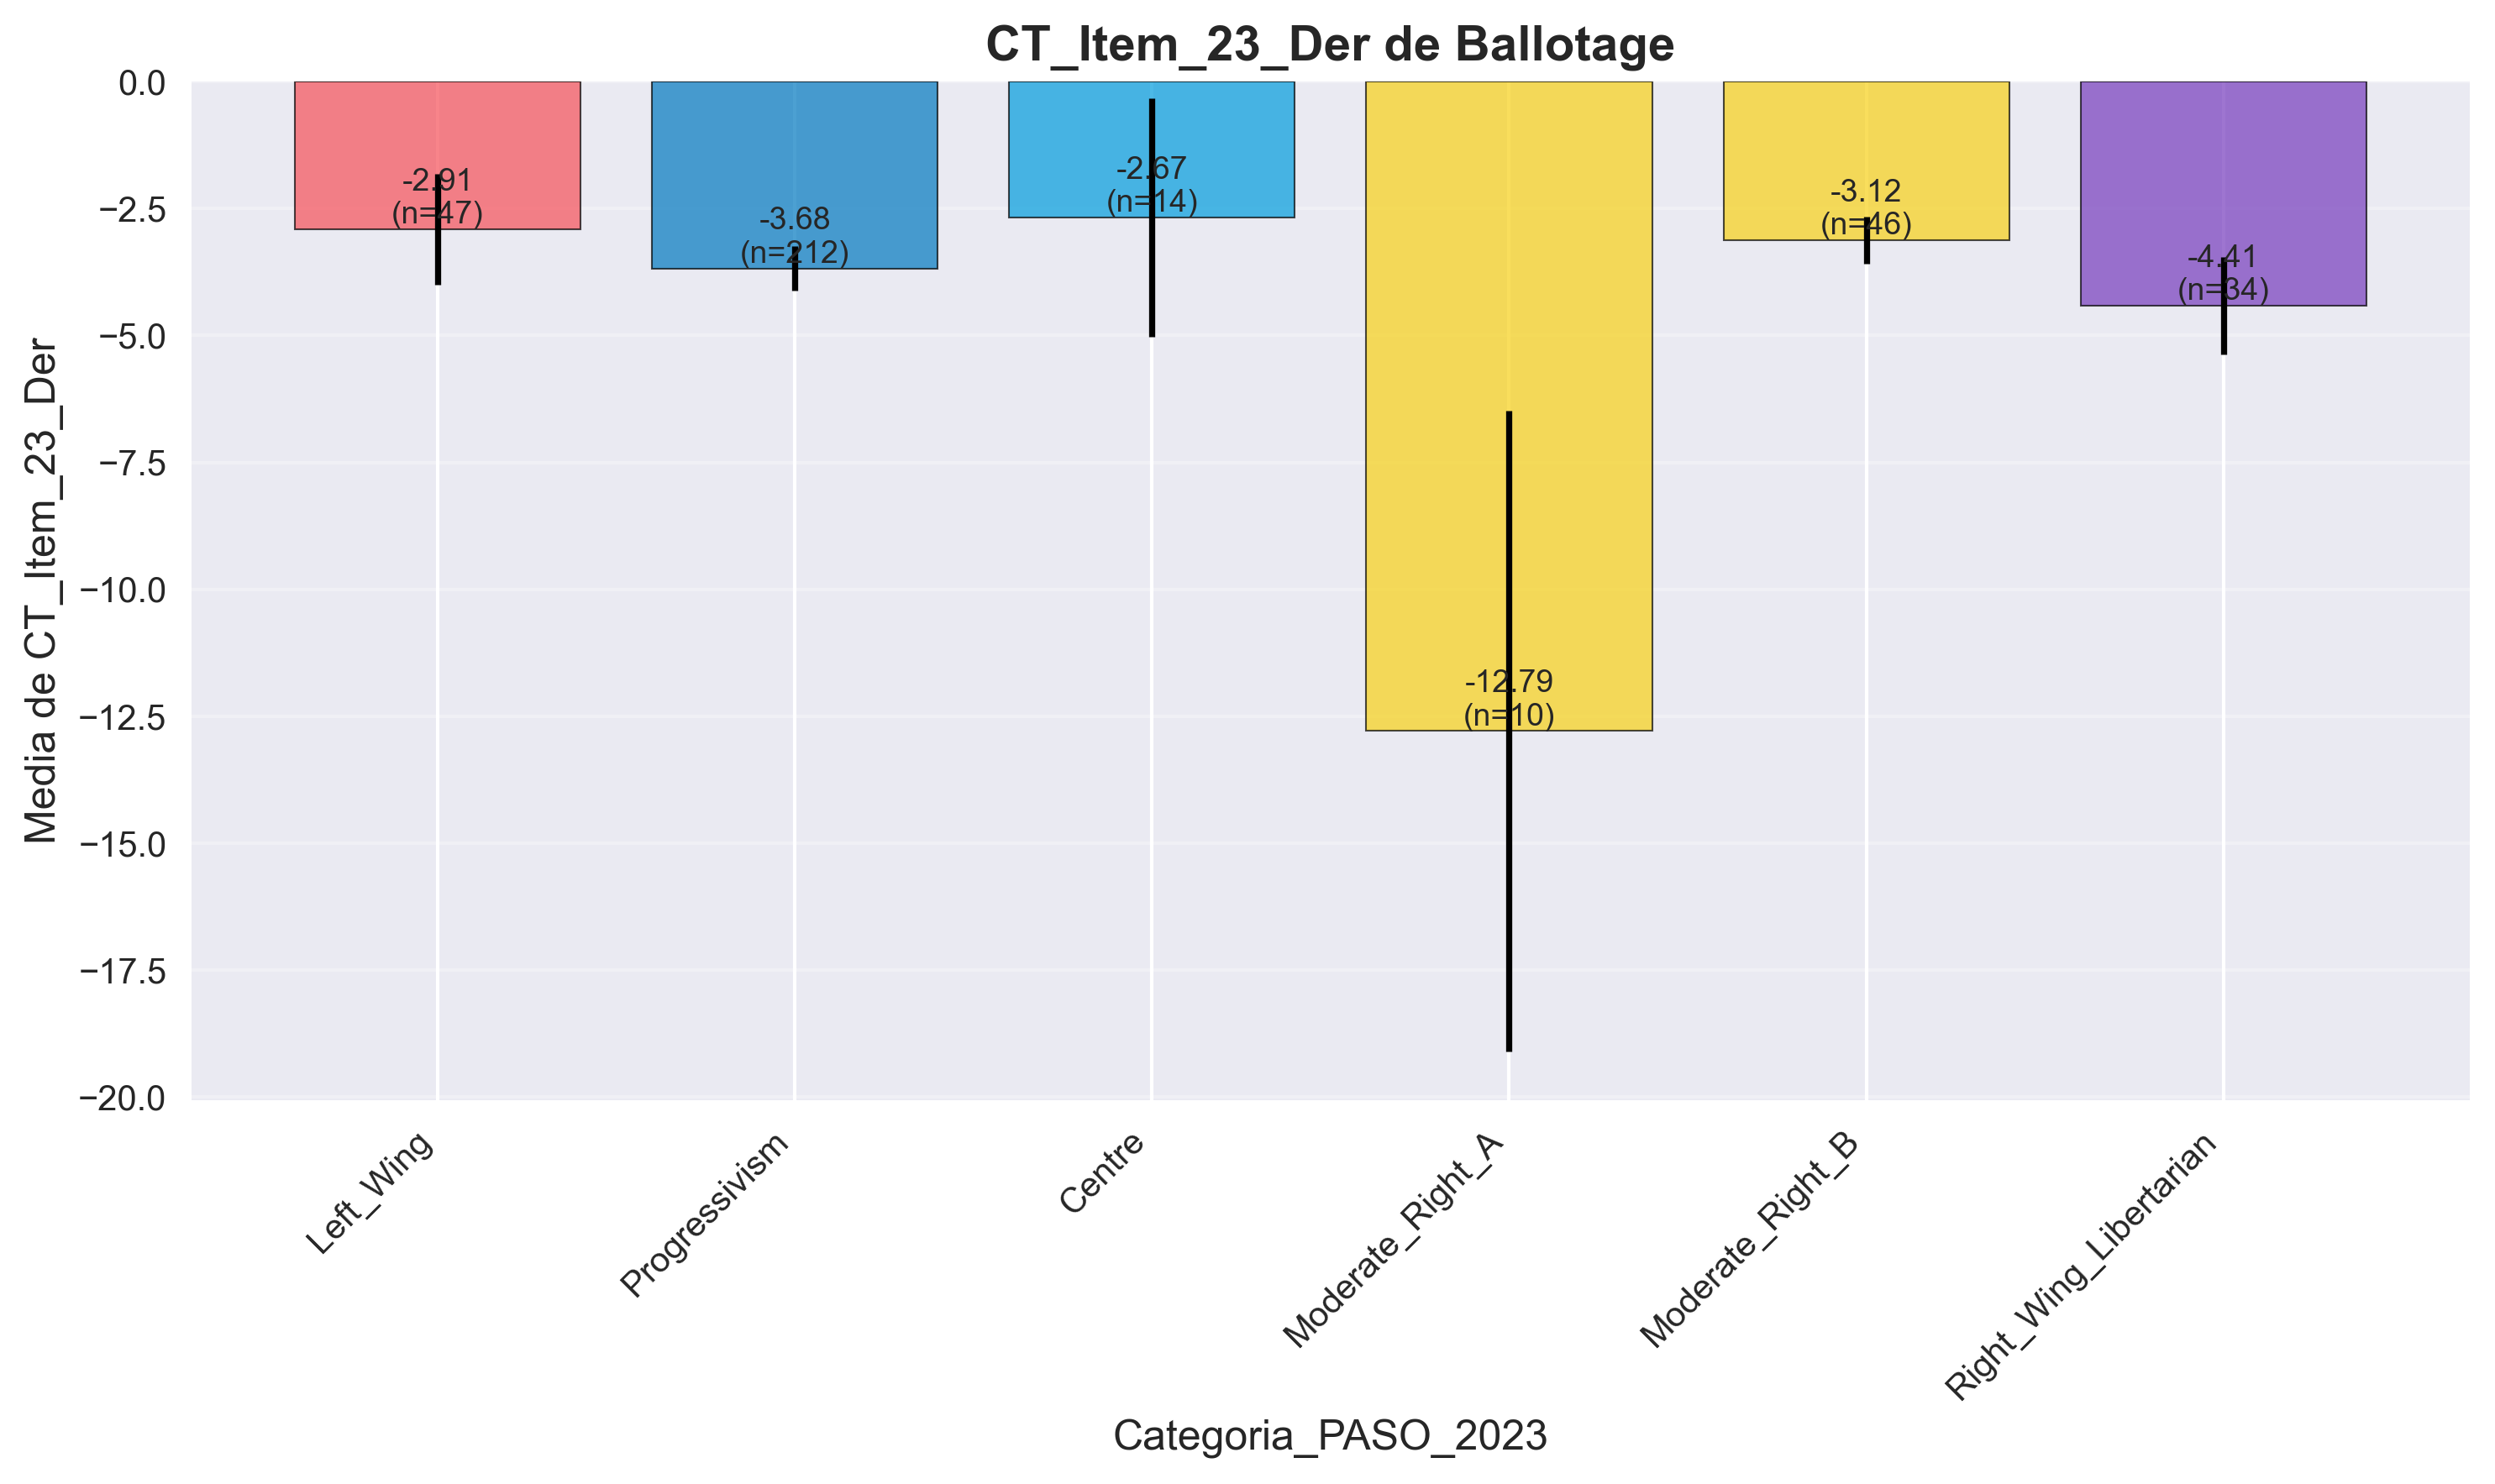 CT_Item_23_Der de Ballotage
Media de CT_Item_23_Der
0.0
−2.5
−5.0
−7.5
−10.0
−12.5
−15.0
−17.5
−20.0
-2.91
(n=47)
-3.68
(n=212)
-2.67
(n=14)
-12.79
(n=10)
-3.12
(n=46)
-4.41
(n=34)
Left_Wing
Progressivism
Centre
Moderate_Right_A
Moderate_Right_B
Right_Wing_Libertarian
Categoria_PASO_2023